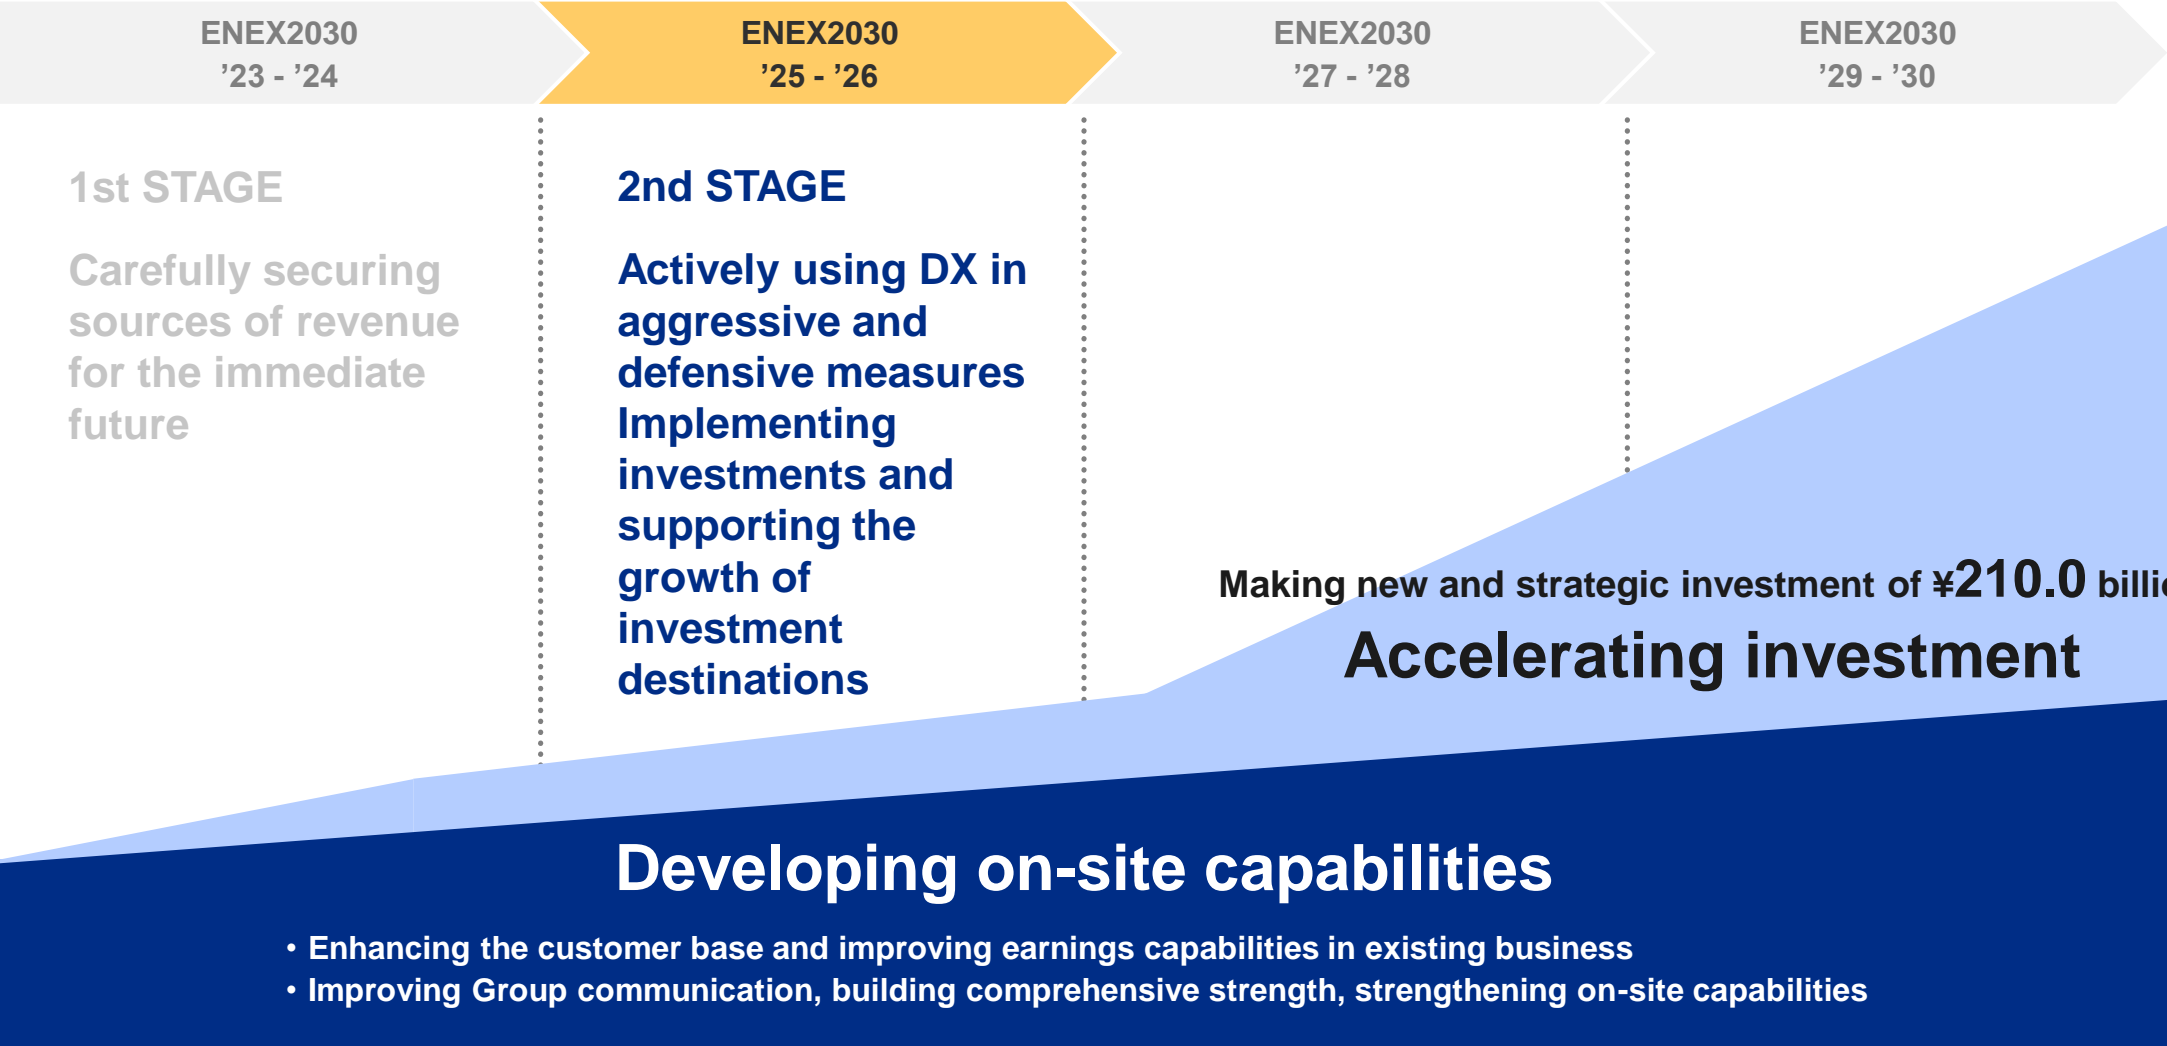 ENEX2030
’23 - ’24
ENEX2030
’25 - ’26
ENEX2030
’27 - ’28
ENEX2030
’29 - ’30
1st STAGE
Carefully securing
sources of revenue
for the immediate
future
2nd STAGE
Actively using DX in
aggressive and
defensive measures
Implementing
investments and
supporting the
growth of
investment
destinations
Making new and strategic investment of ¥210.0
Accelerating investment
Developing on-site capabilities
• Enhancing the customer base and improving earnings capabilities in existing business
• Improving Group communication, building comprehensive strength, strengthening on-site capabilities